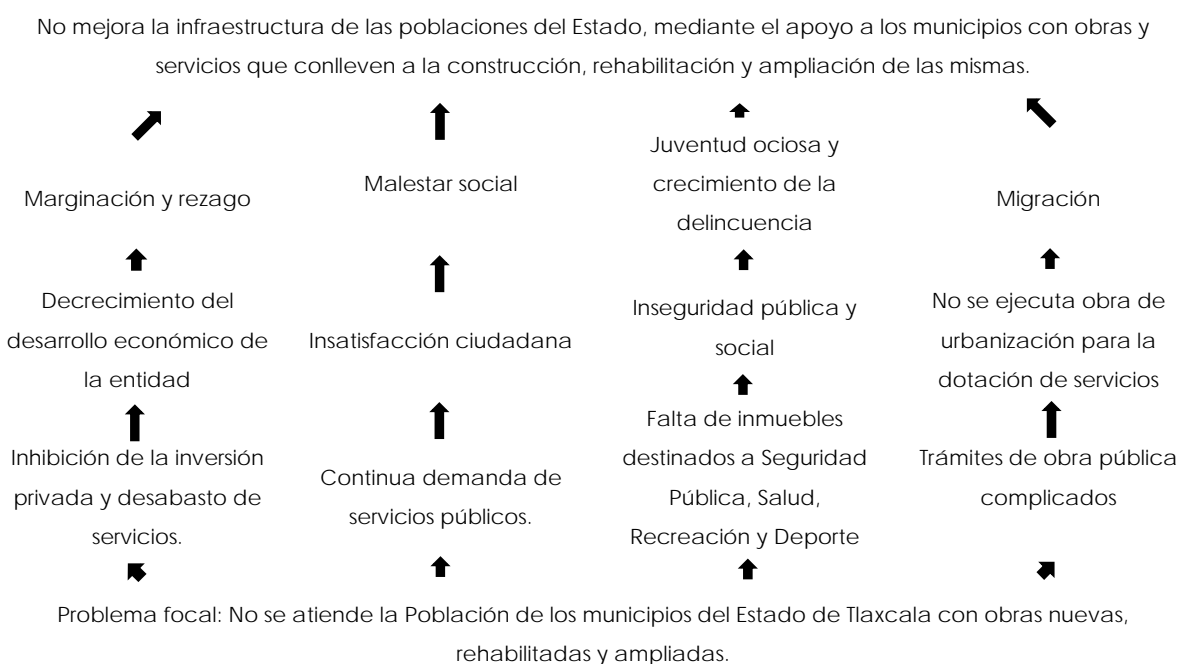 No mejora la infraestructura de las poblaciones del Estado, mediante el apoyo a los municipios con obras y
servicios que conlleven a la construcción, rehabilitación y ampliación de las mismas.
Marginación y rezago
Decrecimiento del
desarrollo económico de
la entidad
Inhibición de la inversión
privada y desabasto de
servicios.
Malestar social
Insatisfacción ciudadana
Continua demanda de
servicios públicos.
Juventud ociosa y
crecimiento de la
delincuencia
Inseguridad pública y
social
Falta de inmuebles
destinados a Seguridad
Pública, Salud,
Recreación y Deporte
Migración
No se ejecuta obra de
urbanización para la
dotación de servicios
Trámites de obra pública
complicados
Problema focal: No se atiende la Población de los municipios del Estado de Tlaxcala con obras nuevas,
rehabilitadas y ampliadas.